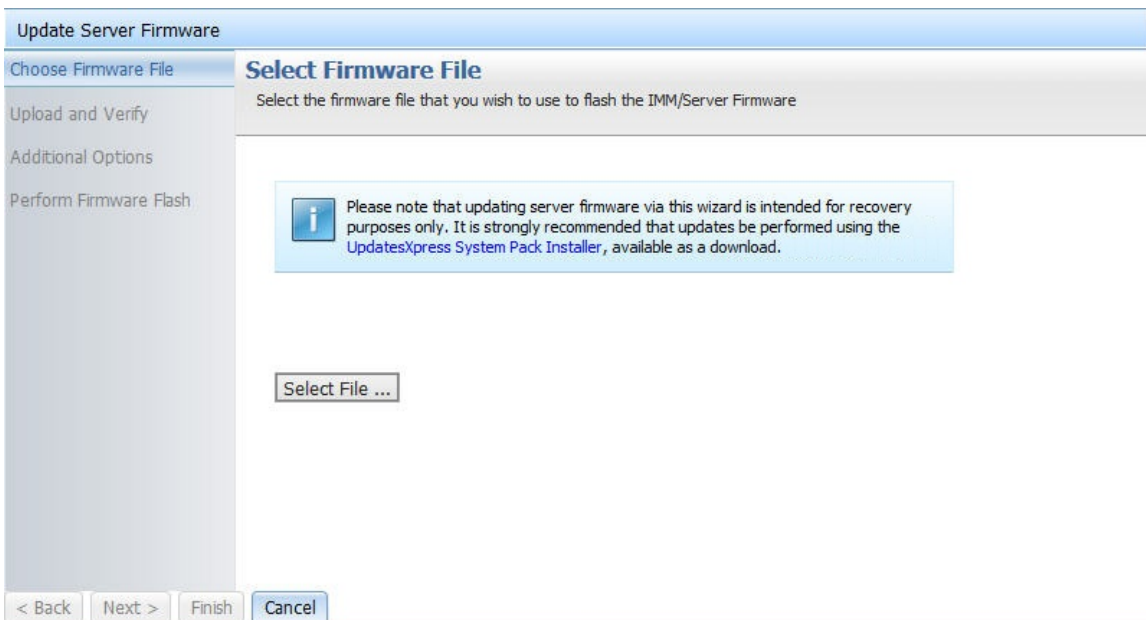 Update Server Firmware
Choose Firmware File
Upload and Verify
Additional Options
Perform Firmware Flash
Select Firmware File
Select the firmware file that you wish to use to flash the IMM/Server Firmware
Please note that updating server firmware via this wizard is intended for recovery
purposes only. It is strongly recommended that updates be performed using the
UpdatesXpress System Pack Installer, available as a download.
Select File ...
< Back Next > Finish Cancel